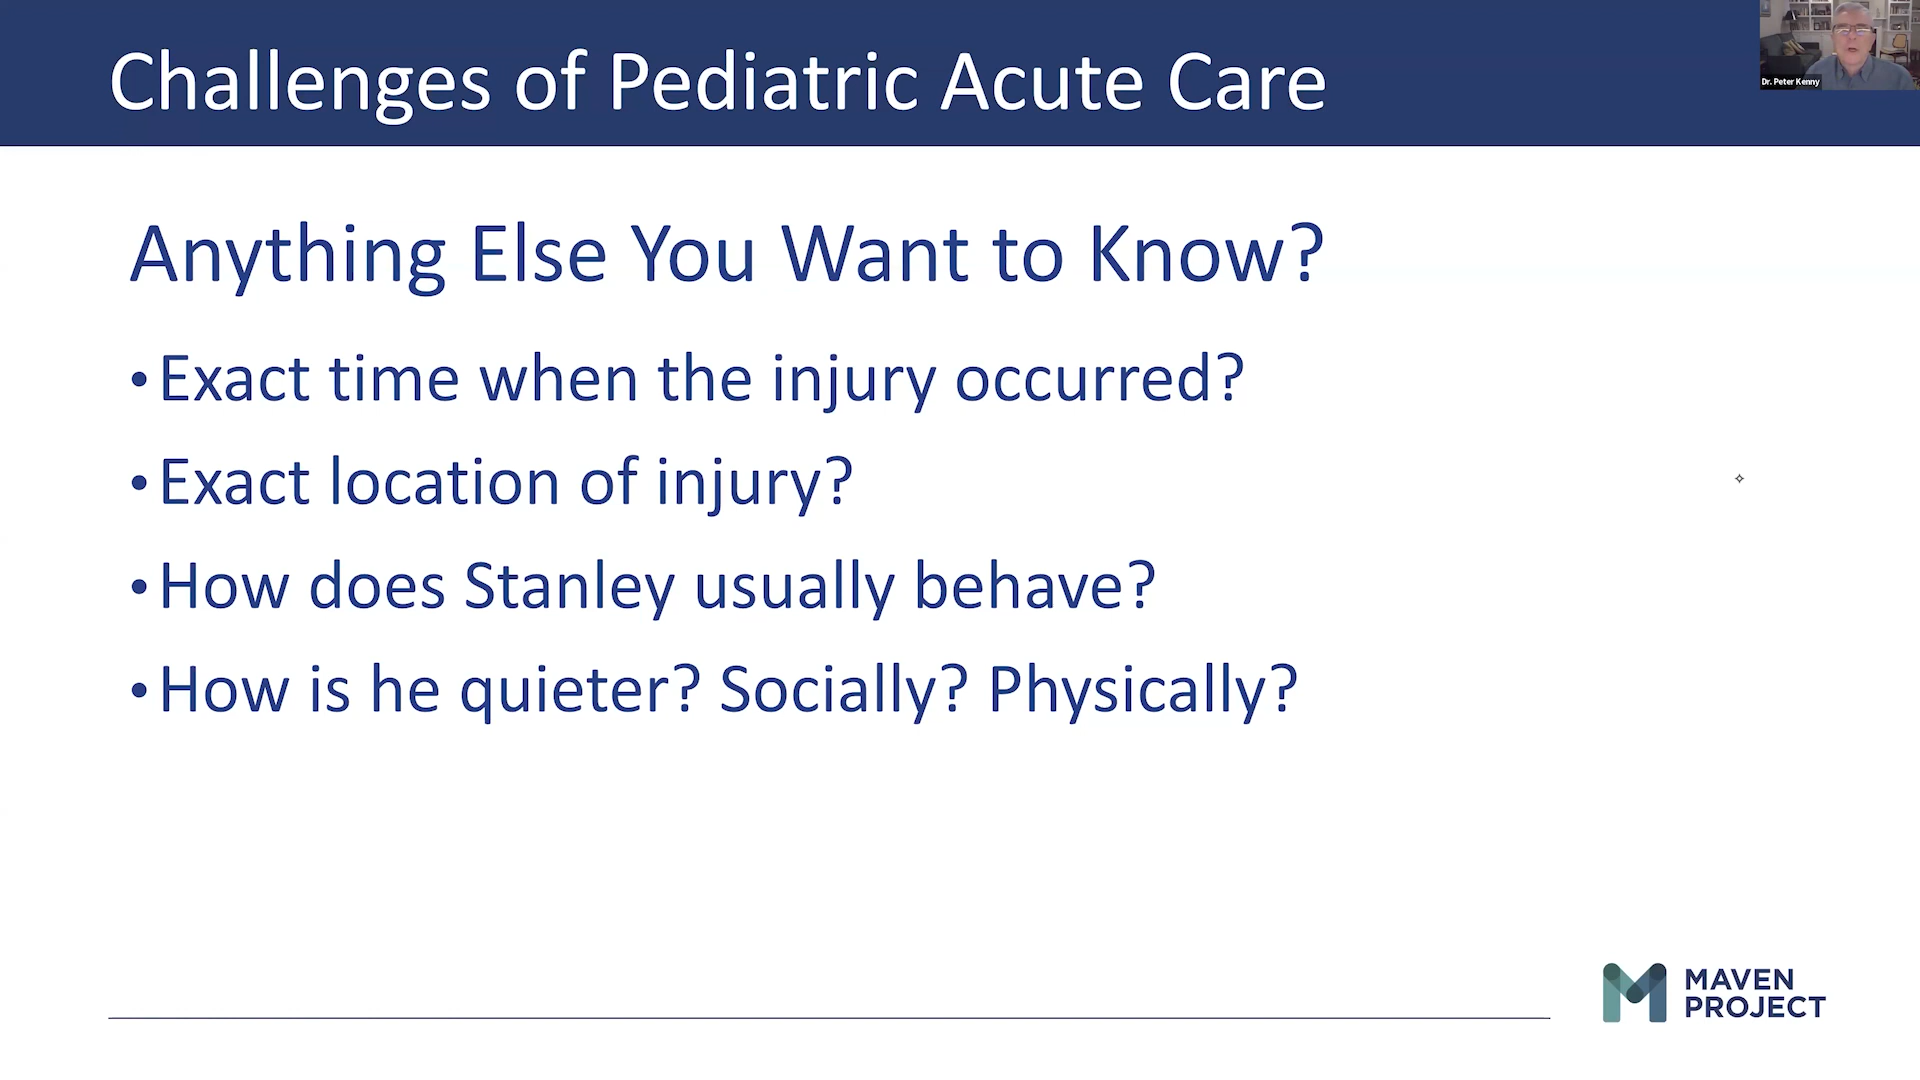 Challenges of Pediatric Acute Care
Dr. Peter Kenny
Anything Else You Want to Know?
•Exact time when the injury occurred?
•Exact location of injury?
•How does Stanley usually behave?
•How is he quieter? Socially? Physically?
MAVEN
PROJECT